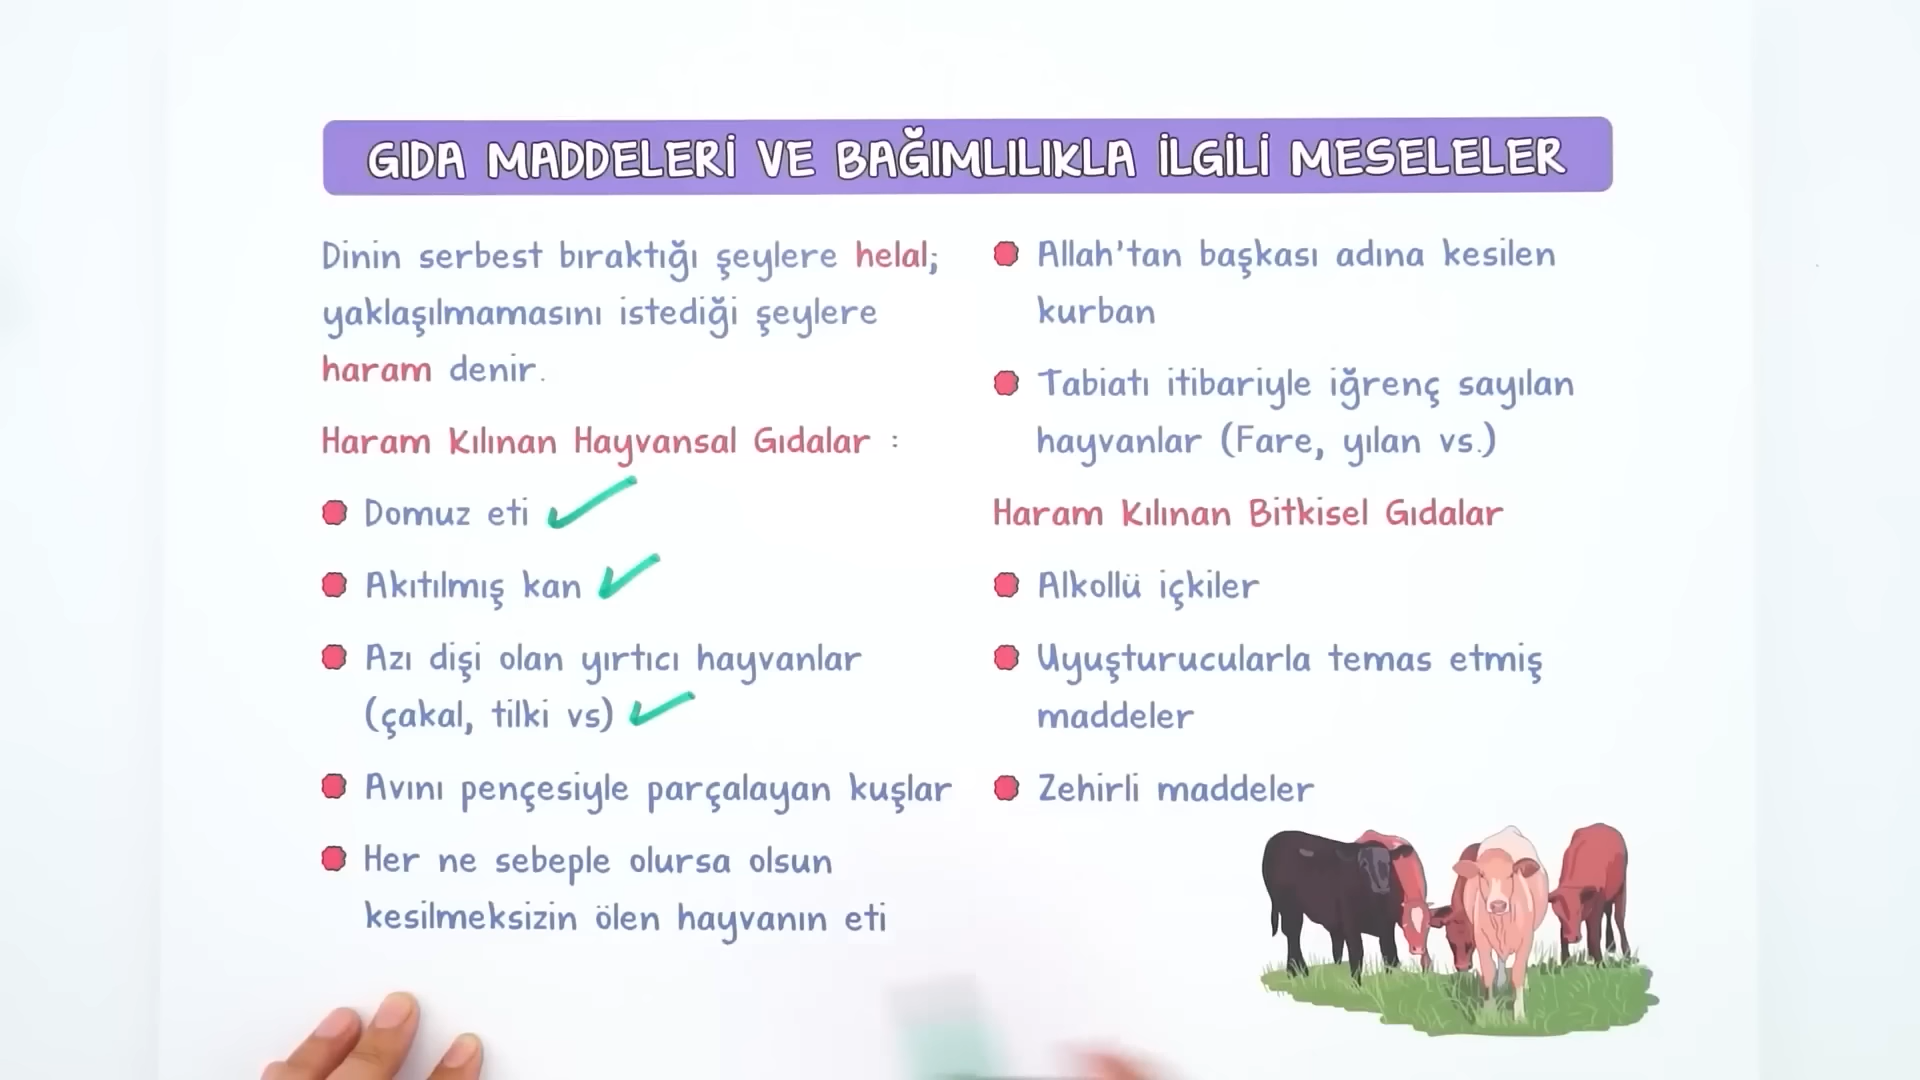 GIDA MADDELERİ VE BAĞIMLILIKLA İLGİLİ MESELELER
Dinin serbest bıraktığı şeylere helal;
yaklaşılmamasını istediği şeylere
haram denir.
Haram Kılınan Hayvansal Gıdalar :
Domuz eti
Akıtılmış kan
Azı dişi olan yırtıcı hayvanlar
(çakal, tilki vs)
Avını pençesiyle parçalayan kuşlar
Her ne sebeple olursa olsun
kesilmeksizin ölen hayvanın eti
Allah'tan başkası adına kesilen
kurban
Tabiatı itibariyle iğrenç sayılan
hayvanlar (Fare, yılan vs.)
Haram Kılınan Bitkisel Gıdalar
Alkollü içkiler
Uyuşturucularla temas etmiş
maddeler
Zehirli maddeler